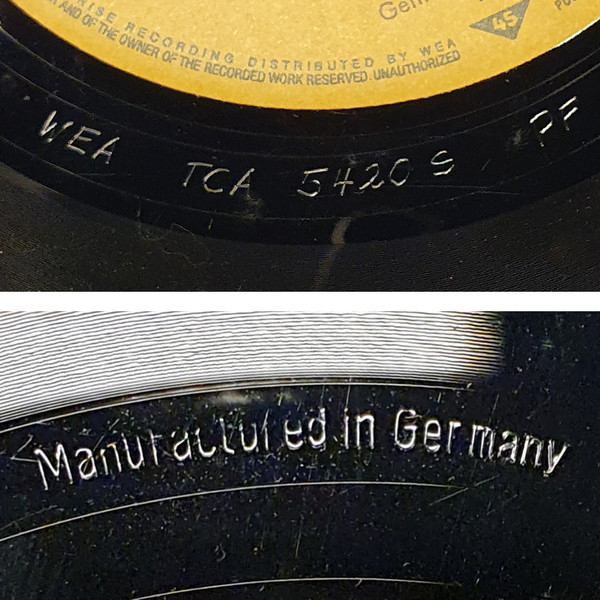 Ger
45
RISE RECORDING DISTRIBUTED BY WEA
AND OF THE OWNER OF THE RECORDED WORK RESERVED. UNAUTHORIZED
WEA TCA 5420 S PF
Manufactured in Germany